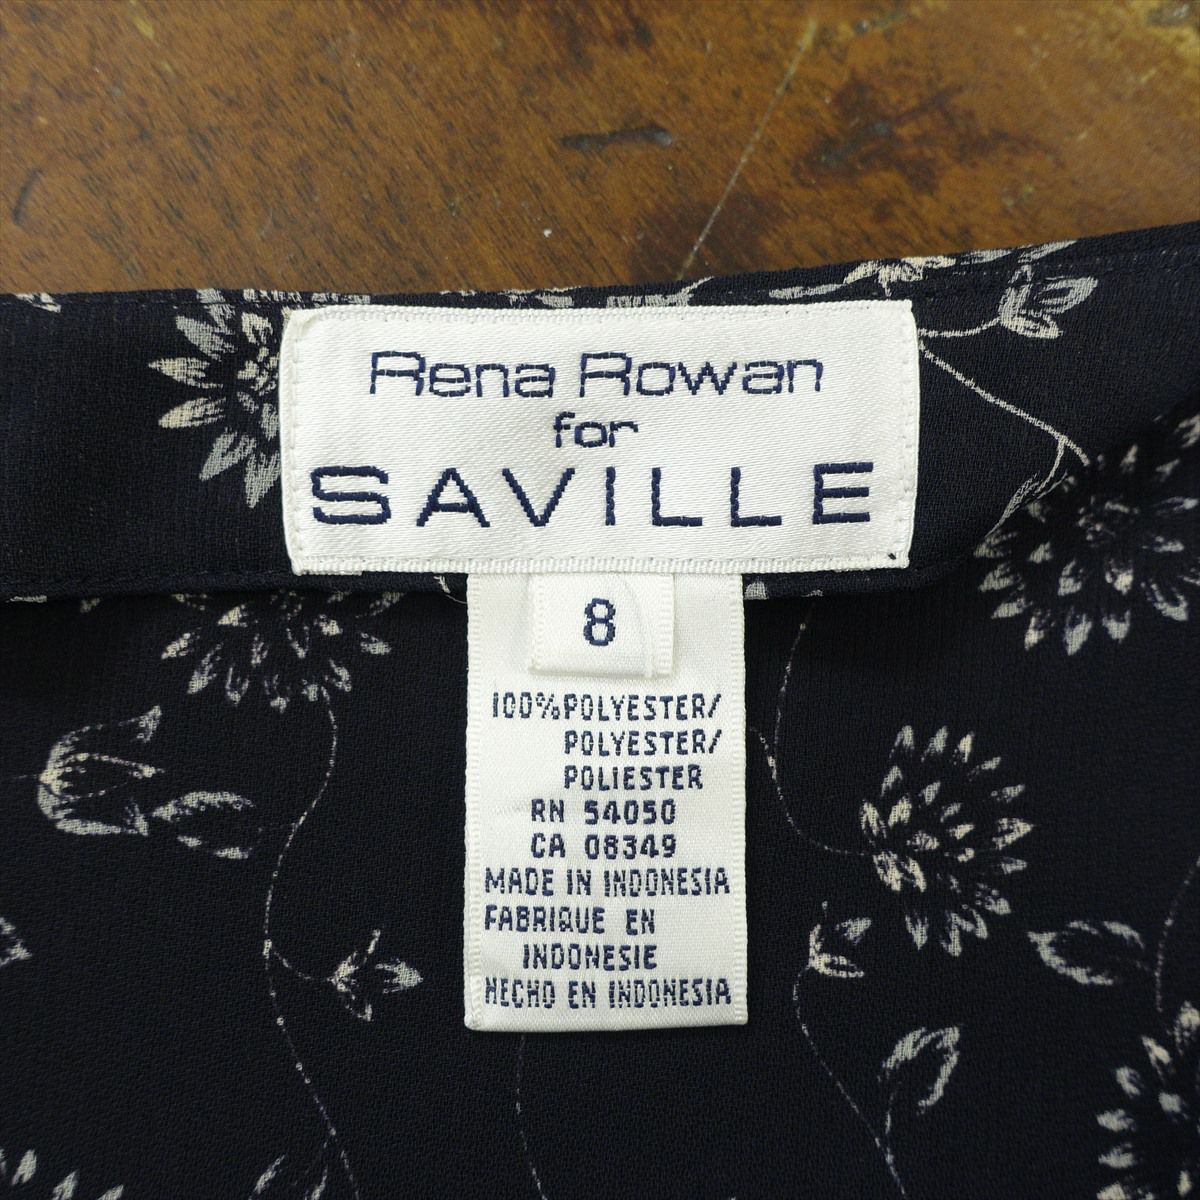 Rena Rowan
for
SAVILLE
8
100%POLYESTER/
POLYESTER/
POLIESTER
RN 54050
CA 08349
MADE IN INDONESIA
FABRIQUE EN
INDONESIE
HECHO EN INDONESIA